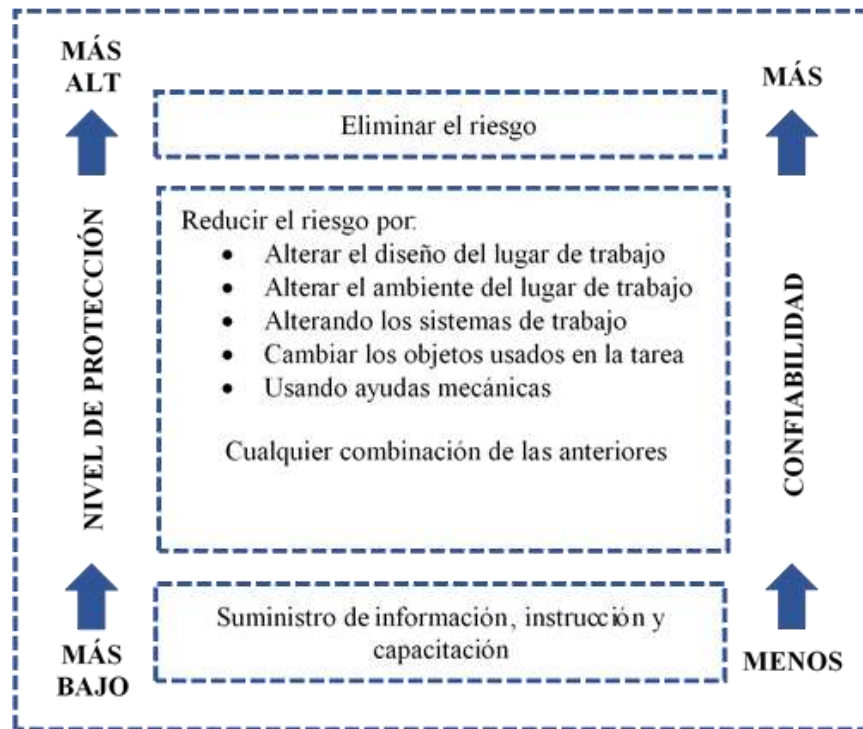 MÁS
ALT
MÁS
Eliminar el riesgo
NIVEL DE PROTECCIÓN
Reducir el riesgo por:
• Alterar el diseño del lugar de trabajo
• Alterar el ambiente del lugar de trabajo
• Alterando los sistemas de trabajo
• Cambiar los objetos usados en la tarea
• Usando ayudas mecánicas
Cualquier combinación de las anteriores
CONFIABILIDAD
Suministro de información, instrucción y
capacitación
MÁS
BAJO
MENOS